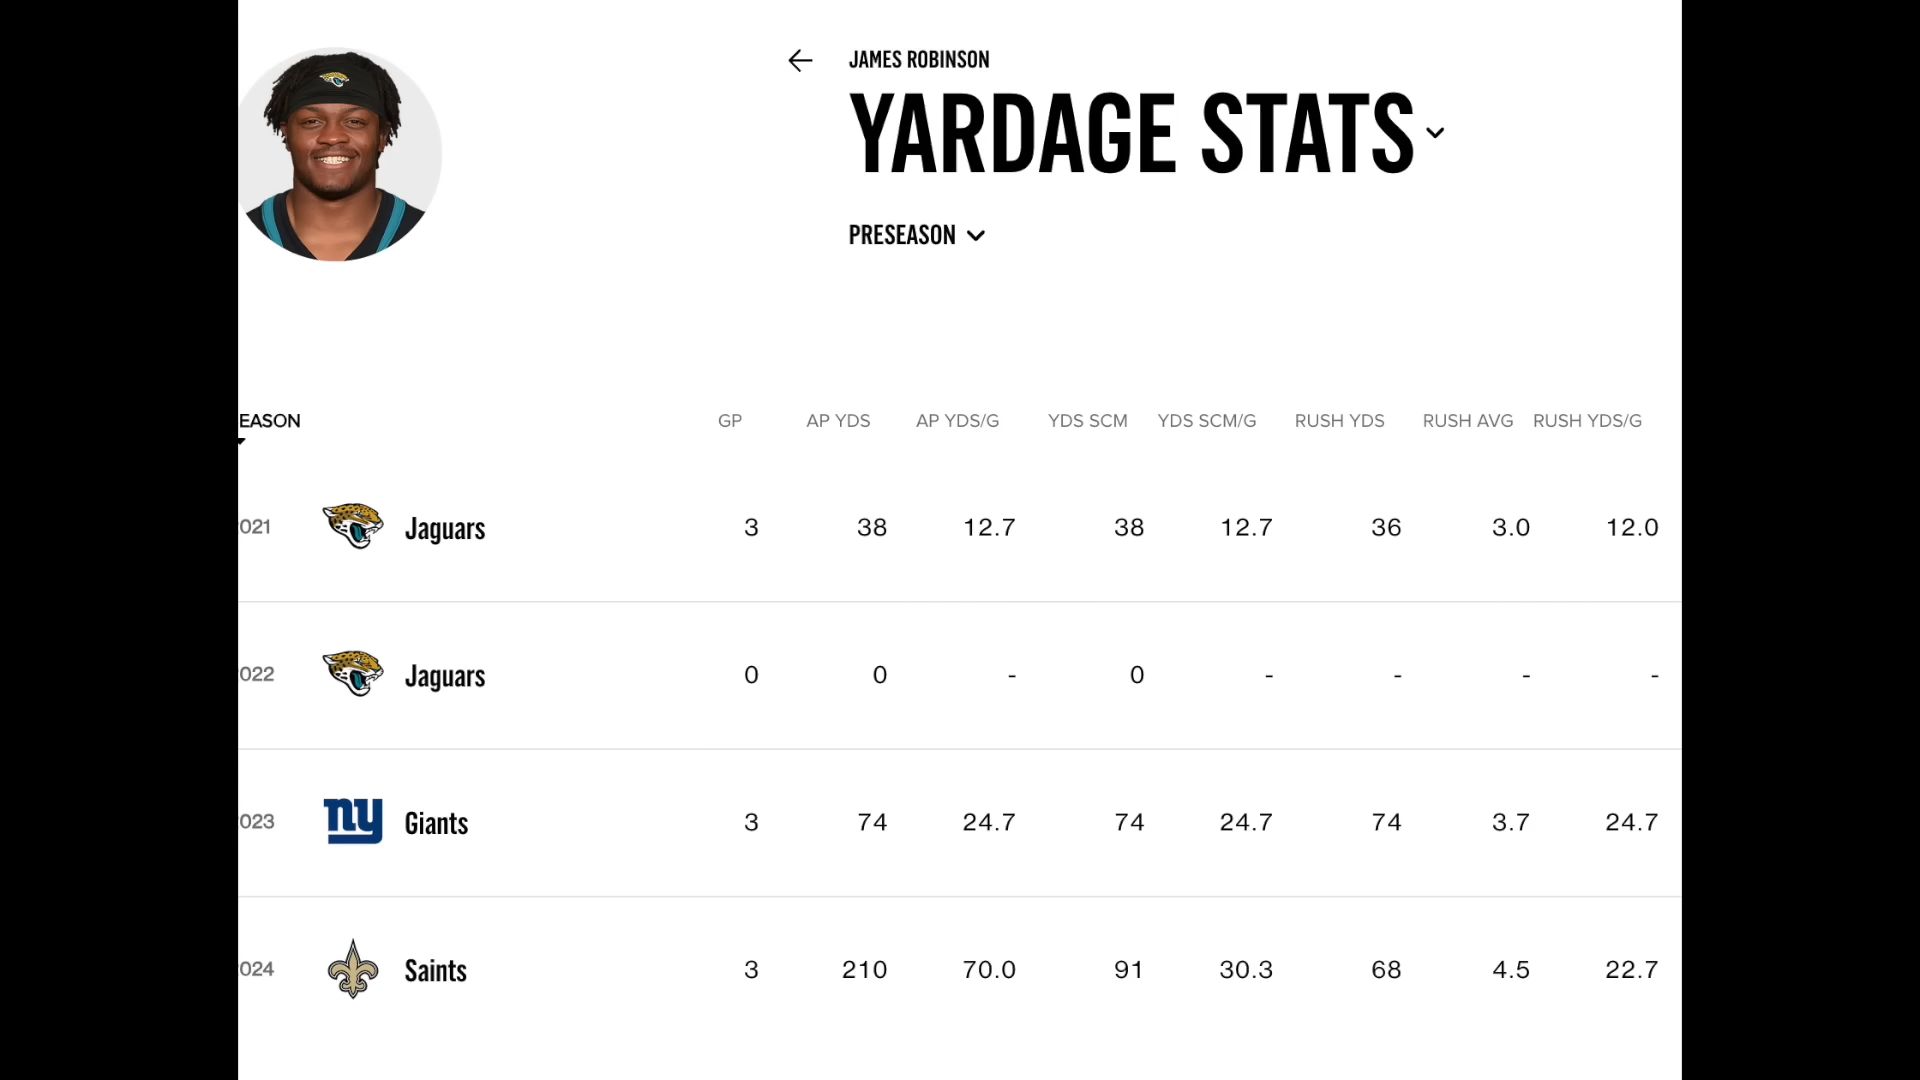 JAMES ROBINSON
YARDAGE STATS
PRESEASON
EASON GP AP YDS AP YDS/G YDS SCM YDS SCM/G RUSH YDS RUSH AVG RUSH YDS/G
021 Jaguars 3 38 12.7 38 12.7 36 3.0 12.0
022 Jaguars 0 0 - 0 - - - -
ny
023 Giants 3 74 24.7 74 24.7 74 3.7 24.7
024 Saints 3 210 70.0 91 30.3 68 4.5 22.7